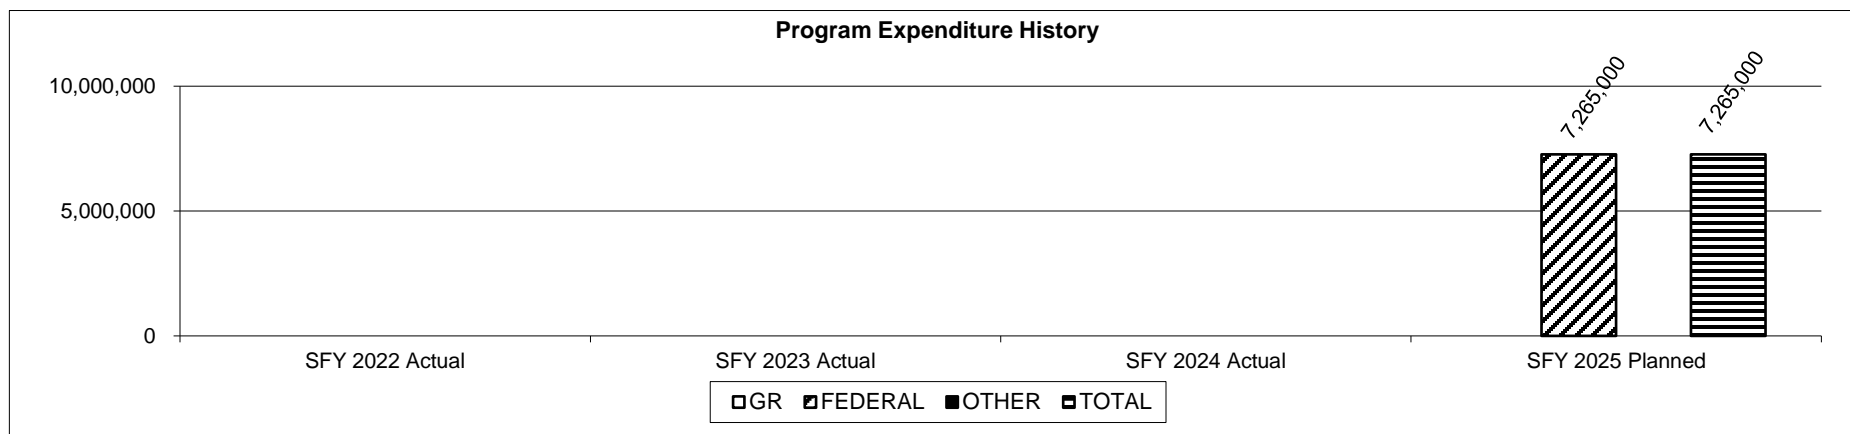 Program Expenditure History
7,265,000 7,265,000
10,000,000
5,000,000
0
SFY 2022 Actual SFY 2023 Actual SFY 2024 Actual SFY 2025 Planned
GR FEDERAL OTHER TOTAL